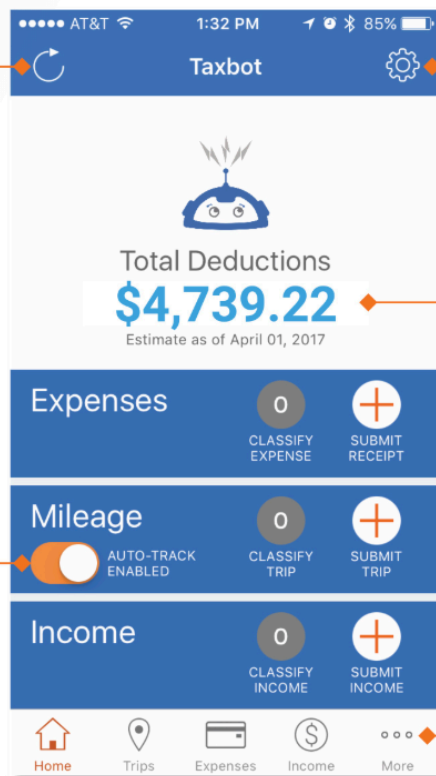 AT&T 1:32 PM 85%
Taxbot
Total Deductions
$4,739.22
Estimate as of April 01, 2017
Expenses
0
CLASSIFY
EXPENSE
SUBMIT
RECEIPT
Mileage
AUTO-TRACK
ENABLED
0
CLASSIFY
TRIP
SUBMIT
TRIP
Income
0
CLASSIFY
INCOME
SUBMIT
INCOME
Home Trips Expenses Income More